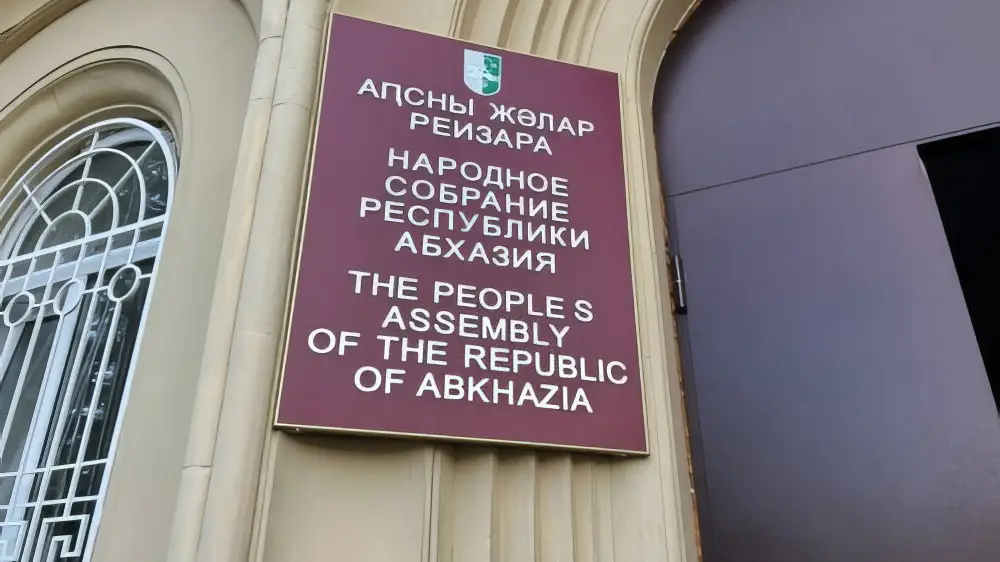 АԤСНЫ ЖӘЛАР
РЕИЗАРА
НАРОДНОЕ
СОБРАНИЕ
РЕСПУБЛИКИ
АБХАЗИЯ
THE PEOPLE S
ASSEMBLY
OF THE REPUBLIC
OF ABKHAZIA